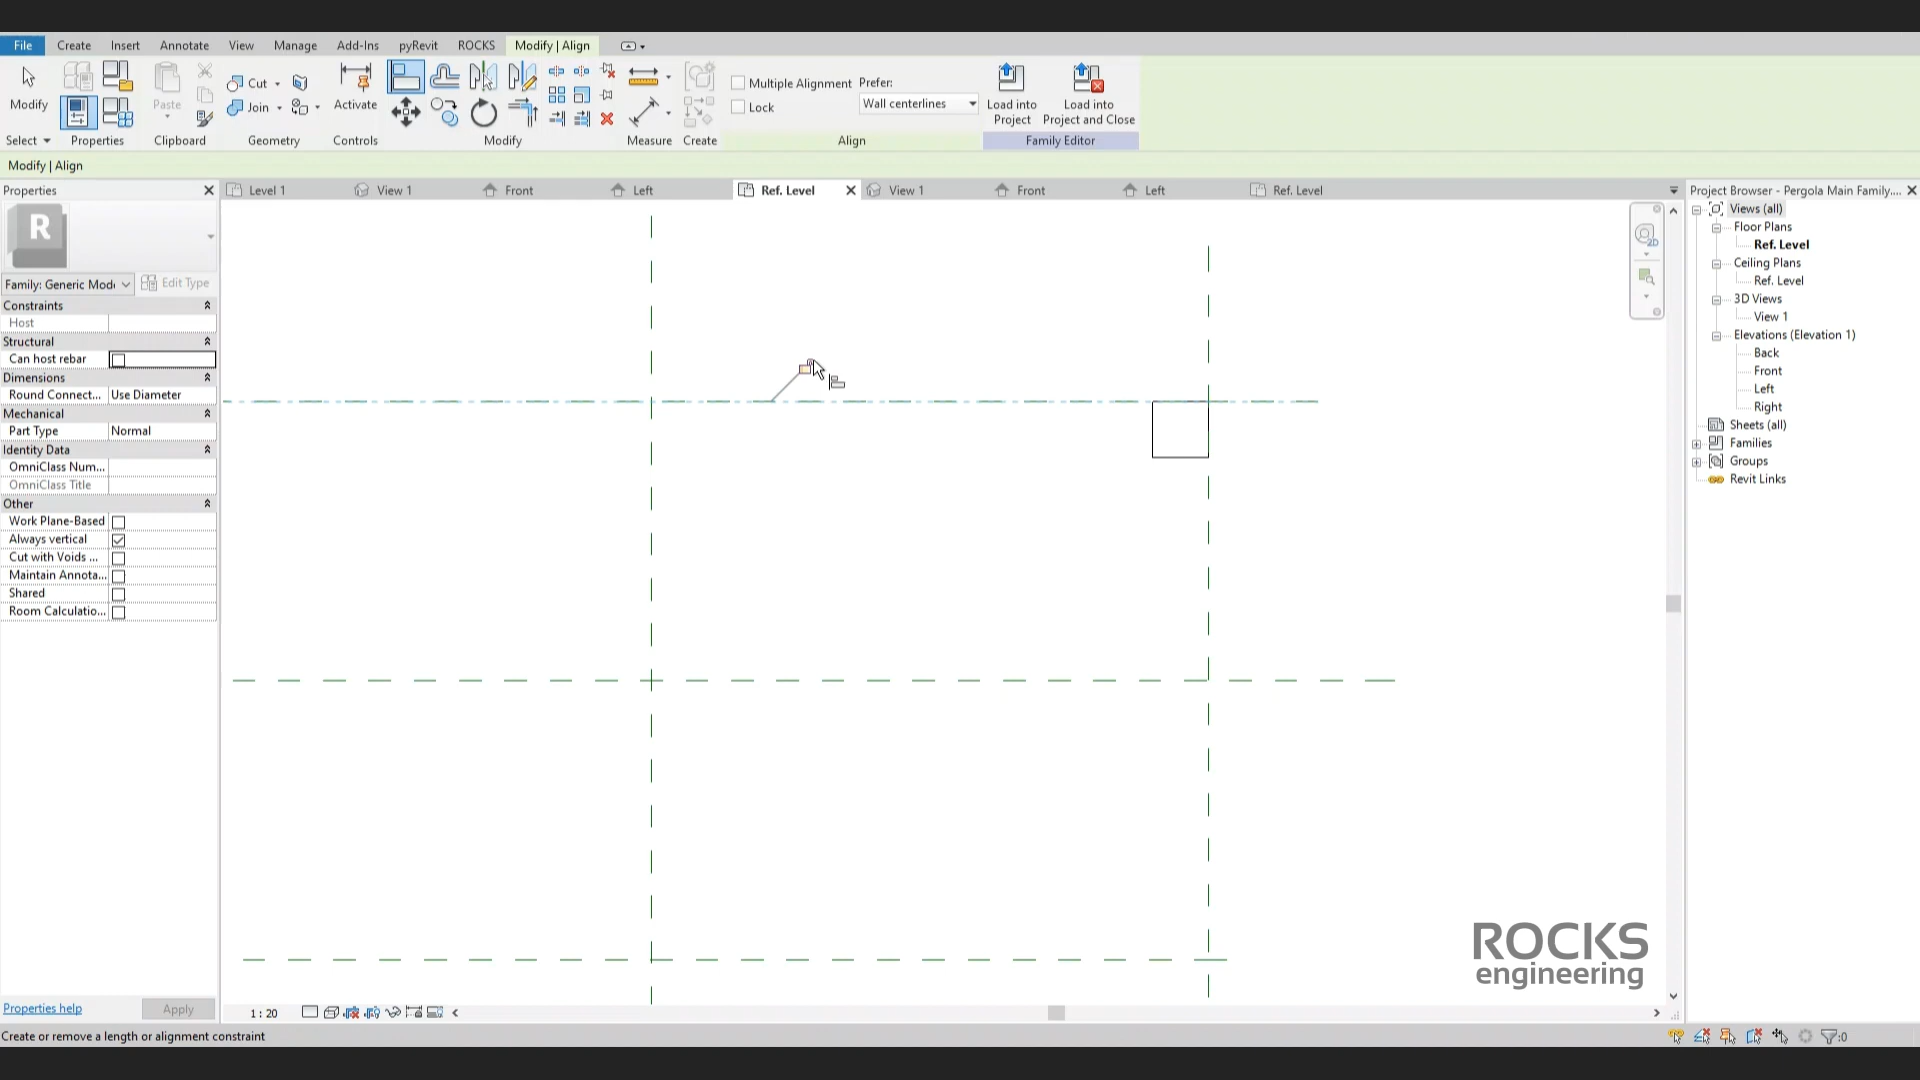 File Create Insert Annotate View Manage Add-Ins pyRevit ROCKS Modify | Align
Modify
Select
Properties
Paste
Clipboard
Cut
Join
Geometry
Activate
Controls
Modify
Measure
Create
Multiple Alignment
Lock
Prefer:
Wall centerlines
Align
Load into
Project
Load into
Project and Close
Family Editor
Modify | Align
Properties
Level 1
View 1
Front
Left
Ref. Level
View 1
Front
Left
Ref. Level
Project Browser - Pergola Main Family....
R
Family: Generic Mod
Edit Type
Constraints
Host
Structural
Can host rebar
Dimensions
Round Connect... Use Diameter
Mechanical
Part Type Normal
Identity Data
OmniClass Num...
OmniClass Title
Other
Work Plane-Based
Always vertical
Cut with Voids ...
Maintain Annota...
Shared
Room Calculatio...
Properties help
Apply
2D
Views (all)
Floor Plans
Ref. Level
Ceiling Plans
Ref. Level
3D Views
View 1
Elevations (Elevation 1)
Back
Front
Left
Right
Sheets (all)
Families
Groups
Revit Links
ROCKS
engineering
1 : 20
Create or remove a length or alignment constraint
:0